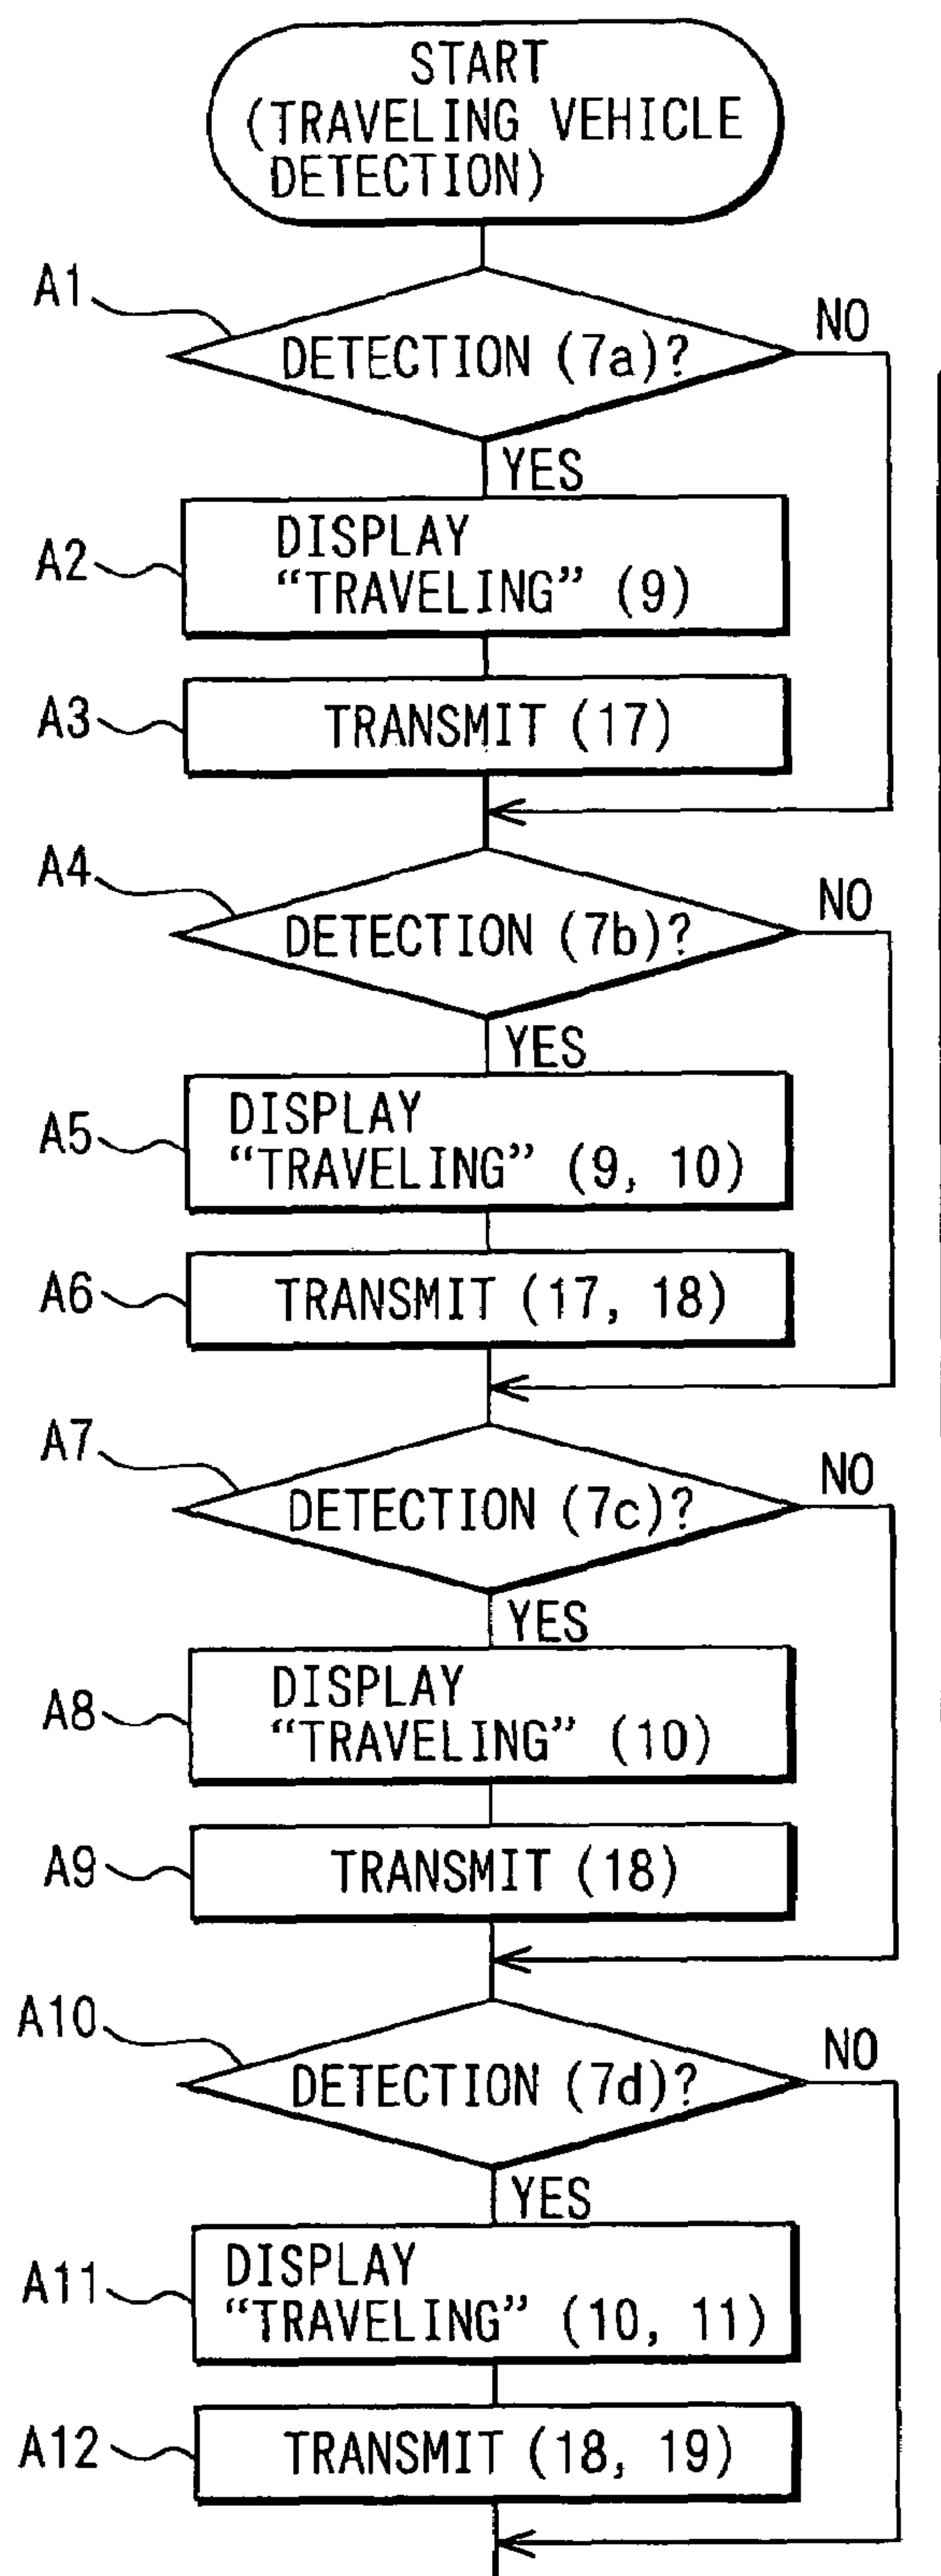 START
(TRAVELING VEHICLE
DETECTION)
A1
DETECTION (7a)?
NO
YES
A2
DISPLAY
“TRAVELING” (9)
A3
TRANSMIT (17)
A4
DETECTION (7b)?
NO
YES
A5
DISPLAY
“TRAVELING” (9, 10)
A6
TRANSMIT (17, 18)
A7
DETECTION (7c)?
NO
YES
A8
DISPLAY
“TRAVELING” (10)
A9
TRANSMIT (18)
A10
DETECTION (7d)?
NO
YES
A11
DISPLAY
“TRAVELING” (10, 11)
A12
TRANSMIT (18, 19)